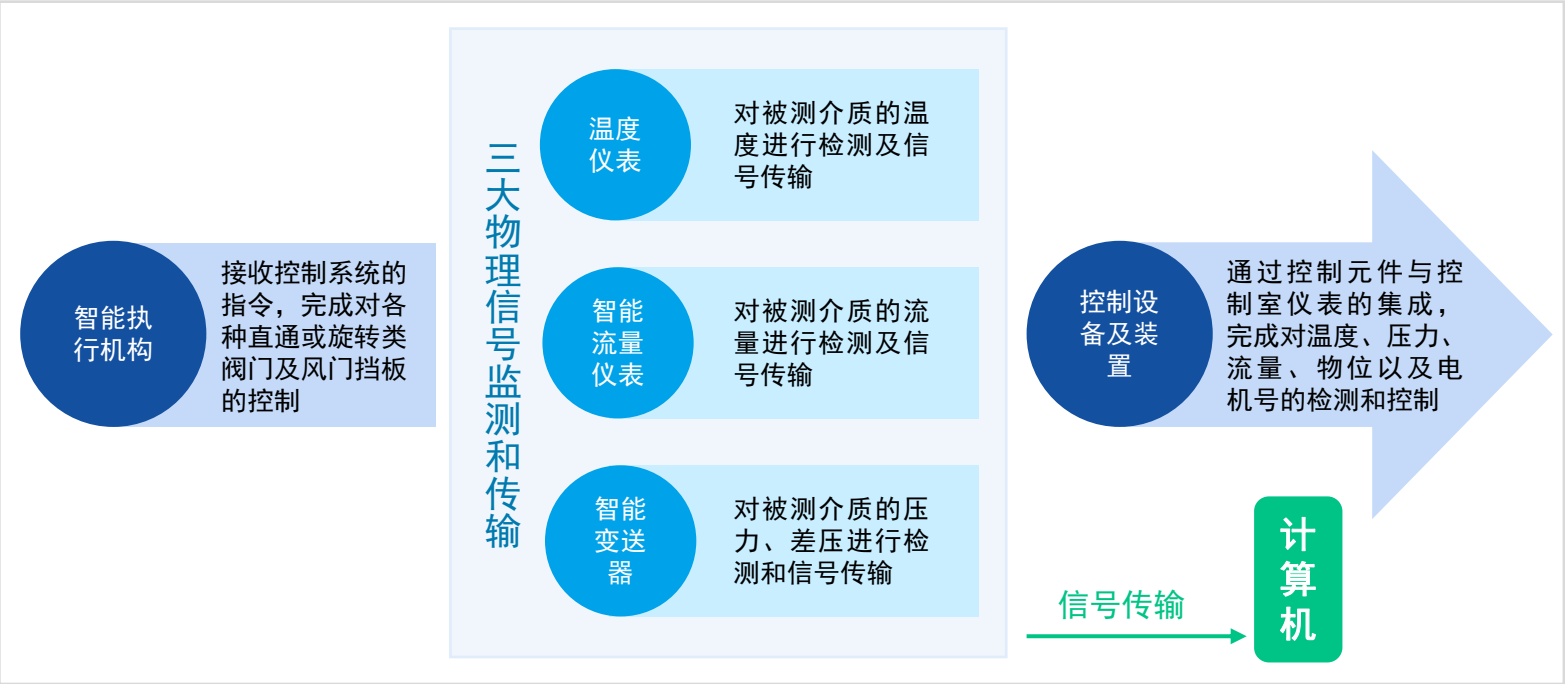 智能执
行机构
接收控制系统的
指令，完成对各
种直通或旋转类
阀门及风门挡板
的控制
三大物理信号监测和传输
温度
仪表
对被测介质的温
度进行检测及信
号传输
智能
流量
仪表
对被测介质的流
量进行检测及信
号传输
智能
变送
器
对被测介质的压
力、差压进行检
测和信号传输
控制设
备及装
置
通过控制元件与控
制室仪表的集成，
完成对温度、压力、
流量、物位以及电
机号的检测和控制
信号传输
计算机